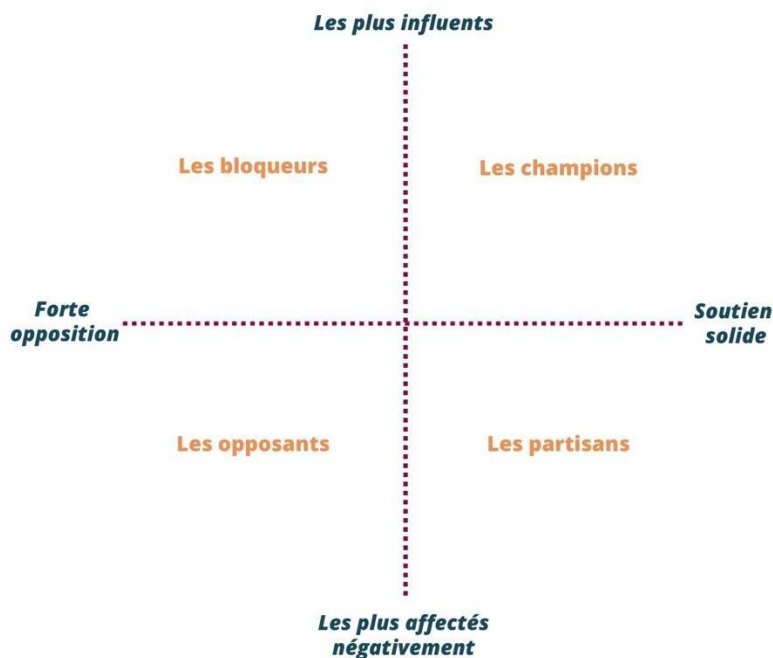 Les plus influents
Les bloqueurs
Les champions
Forte
opposition
Soutien
solide
Les opposants
Les partisans
Les plus affectés
négativement